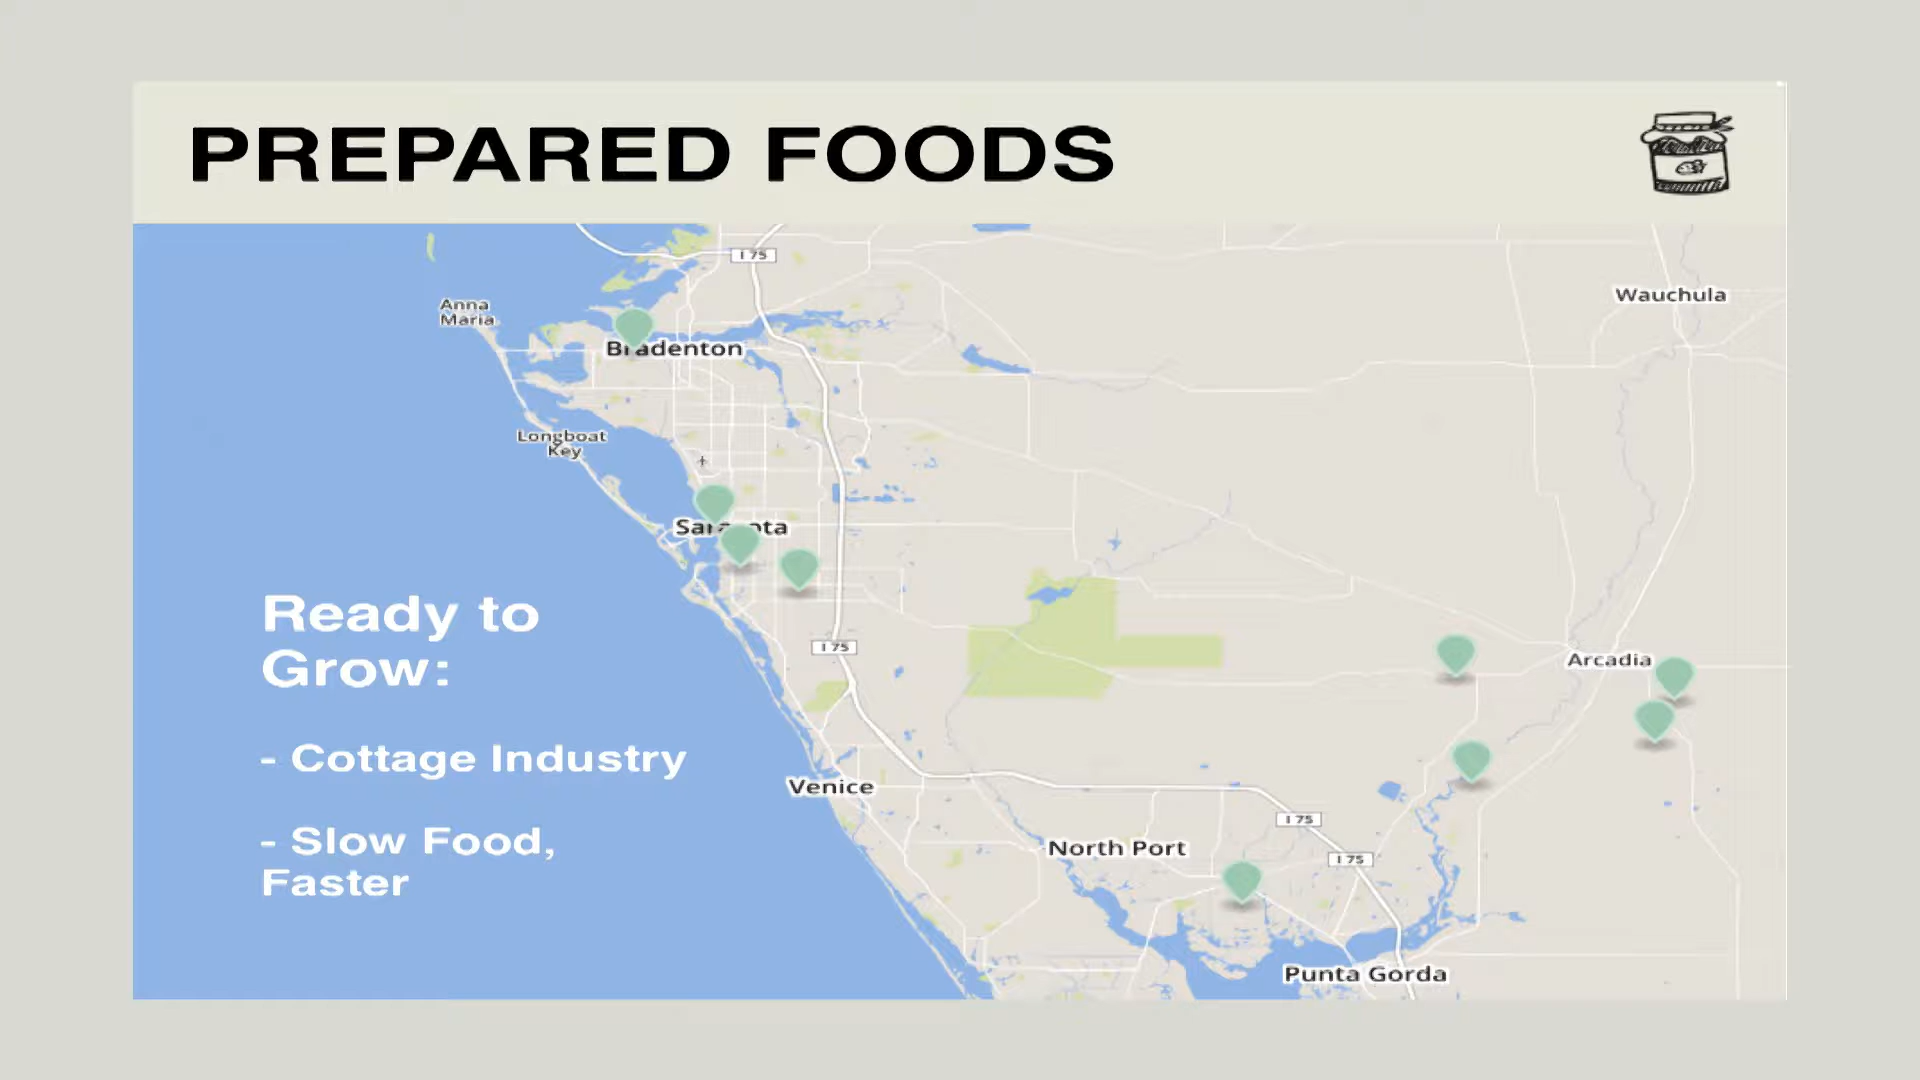 PREPARED FOODS
I 75
Wauchula
Anna
Maria
Bradenton
Longboat
Key
Sarasota
Ready to
Grow:
I 75
Arcadia
- Cottage Industry
Venice
I 75
- Slow Food,
Faster
North Port
I 75
Punta Gorda